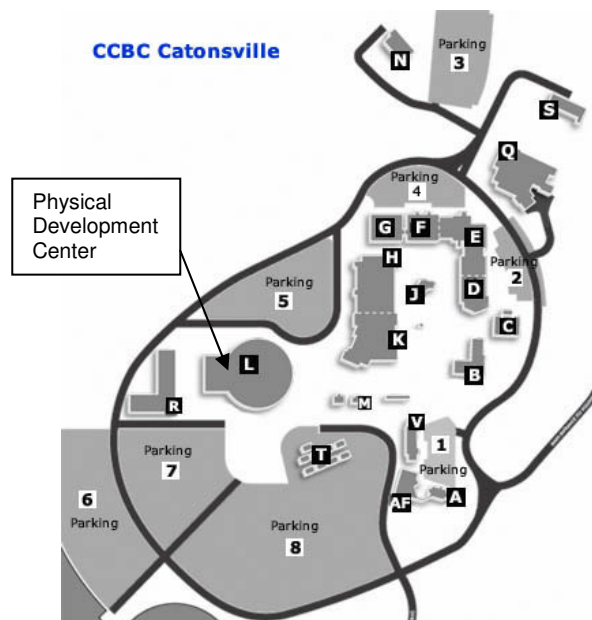 CCBC Catonsville
N
Parking
3
S
Q
Physical
Development
Center
Parking
4
G
F
E
H
Parking
2
Parking
5
J
D
C
K
L
B
R
M
V
1
Parking
Parking
7
T
6
Parking
AF
A
Parking
8